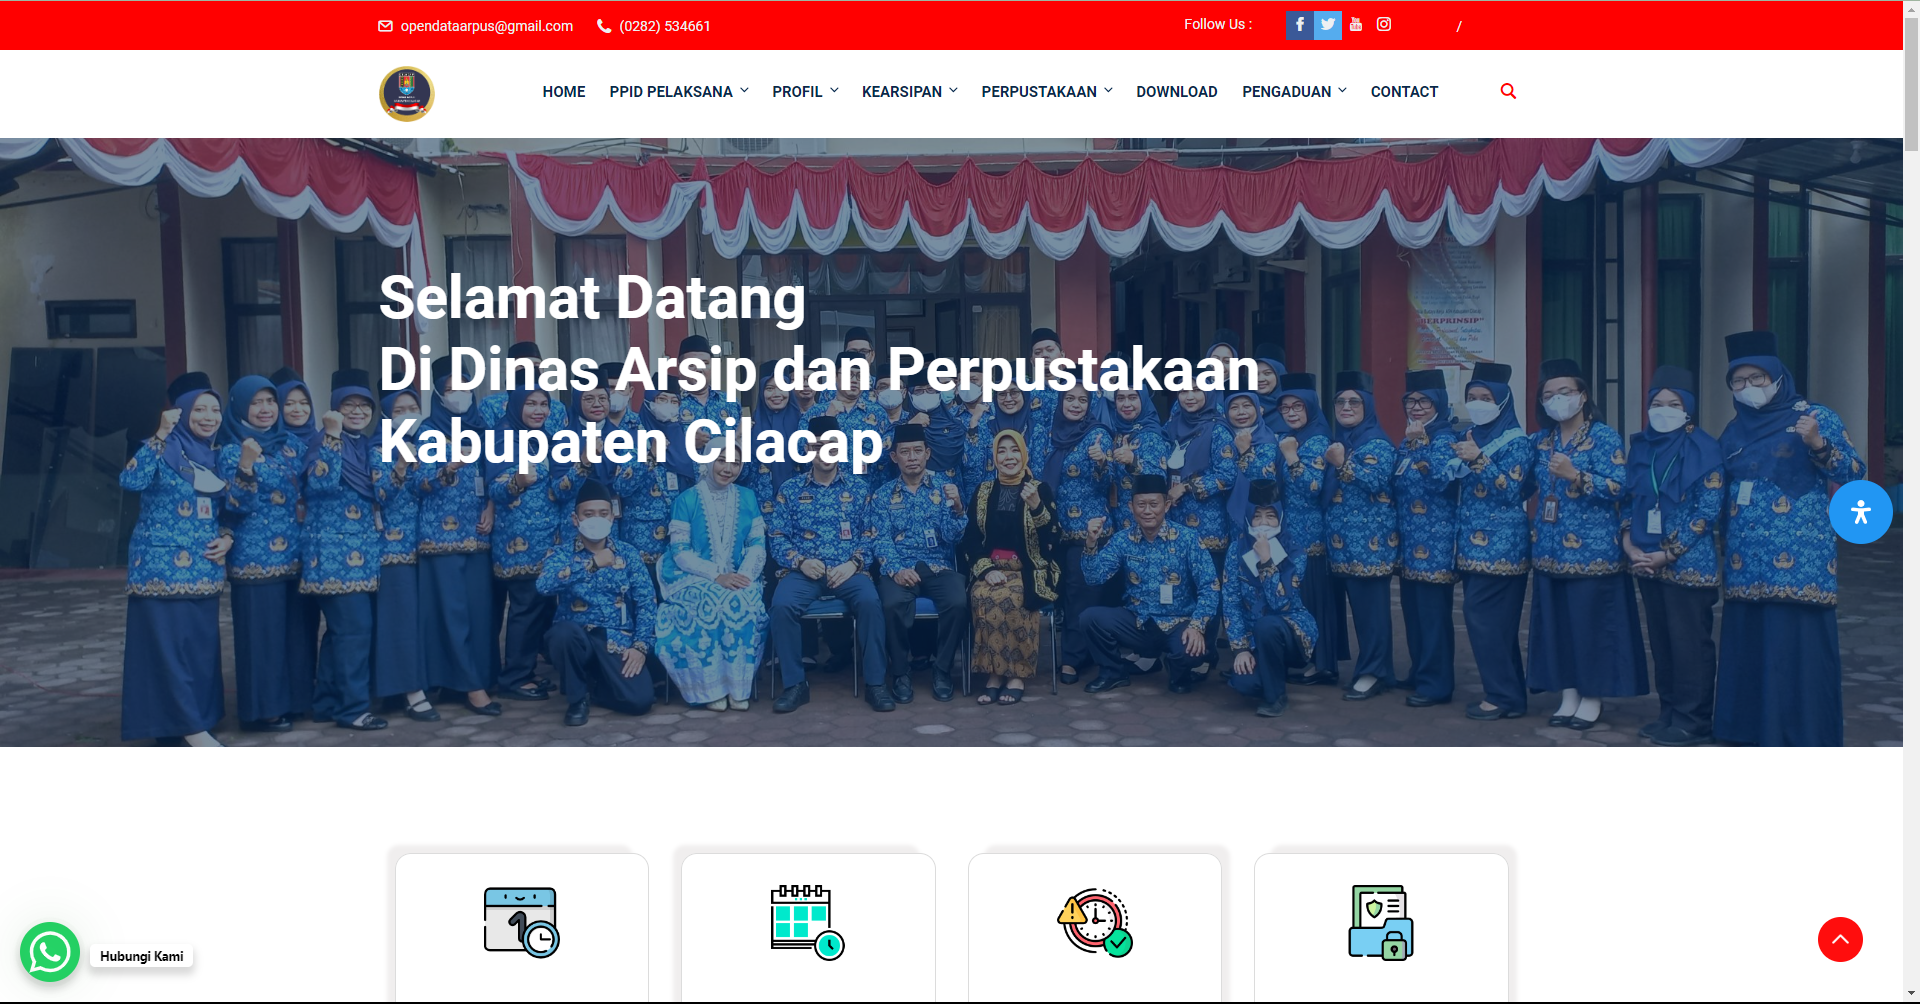 opendataarpus@gmail.com
(0282) 534661
Follow Us :
/
HOME
PPID PELAKSANA
PROFIL
KEARSIPAN
PERPUSTAKAAN
DOWNLOAD
PENGADUAN
CONTACT
Selamat Datang
Di Dinas Arsip dan Perpustakaan
Kabupaten Cilacap
Hubungi Kami